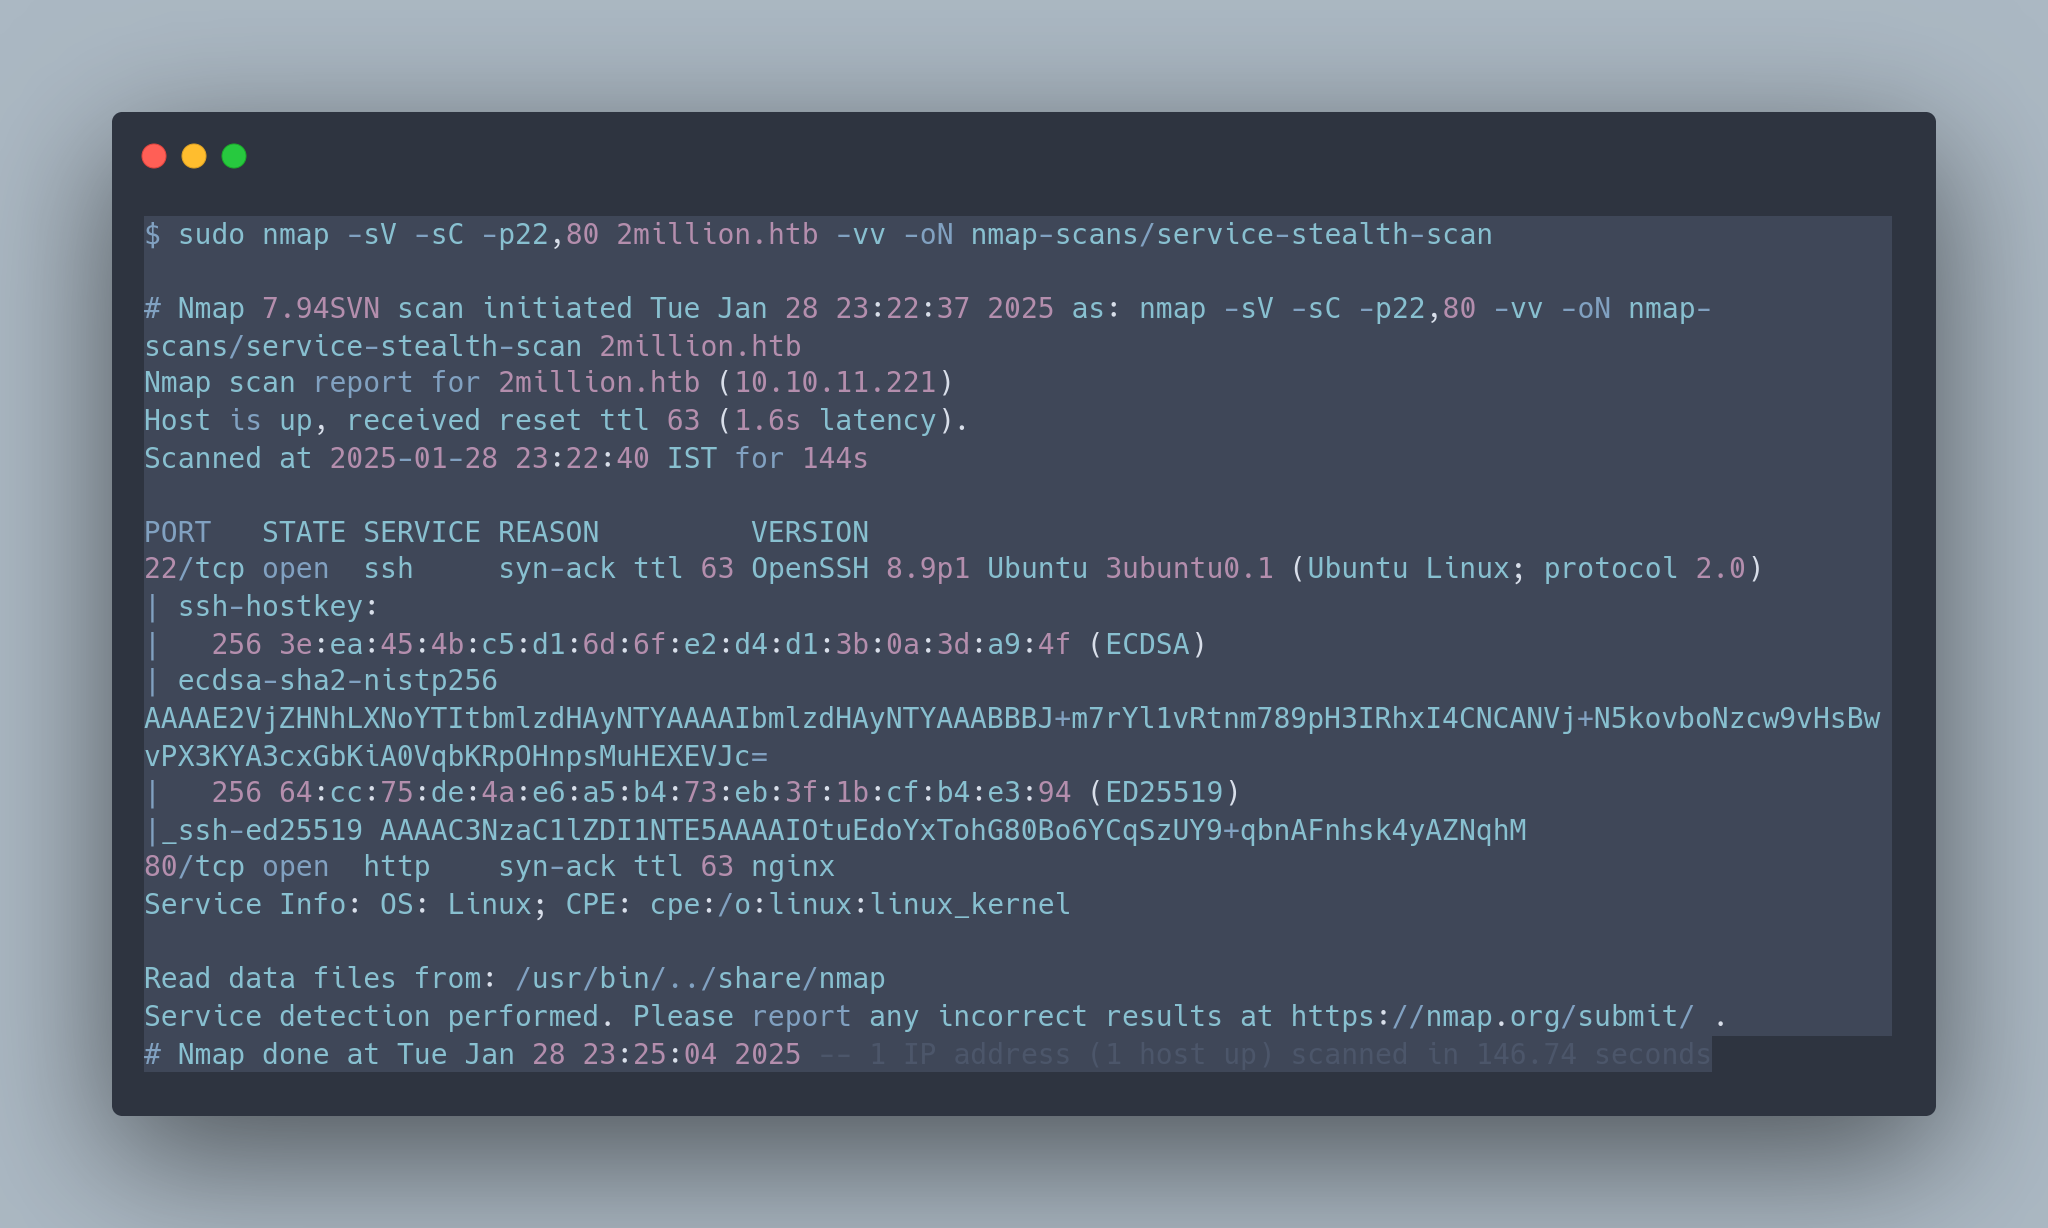 $ sudo nmap -sV -sC -p22,80 2million.htb -vv -oN nmap-scans/service-stealth-scan
# Nmap 7.94SVN scan initiated Tue Jan 28 23:22:37 2025 as: nmap -sV -sC -p22,80 -vv -oN nmap-
scans/service-stealth-scan 2million.htb
Nmap scan report for 2million.htb (10.10.11.221)
Host is up, received reset ttl 63 (1.6s latency).
Scanned at 2025-01-28 23:22:40 IST for 144s
PORT   STATE SERVICE REASON         VERSION
22/tcp open  ssh     syn-ack ttl 63 OpenSSH 8.9p1 Ubuntu 3ubuntu0.1 (Ubuntu Linux; protocol 2.0)
| ssh-hostkey:
|   256 3e:ea:45:4b:c5:d1:6d:6f:e2:d4:d1:3b:0a:3d:a9:4f (ECDSA)
| ecdsa-sha2-nistp256
AAAAE2VjZHNhLXNoYTItbmlzdHAyNTYAAAAIbmlzdHAyNTYAAABBBJ+m7rYl1vRtnm789pH3IRhxI4CNCANVj+N5kovboNzcw9vHsBw
vPX3KYA3cxGbKiA0VqbKRpOHnpsMuHEXEVJc=
|   256 64:cc:75:de:4a:e6:a5:b4:73:eb:3f:1b:cf:b4:e3:94 (ED25519)
|_ssh-ed25519 AAAAC3NzaC1lZDI1NTE5AAAAIOtuEdoYxTohG80Bo6YCqSzUY9+qbnAFnhsk4yAZNqhM
80/tcp open  http    syn-ack ttl 63 nginx
Service Info: OS: Linux; CPE: cpe:/o:linux:linux_kernel
Read data files from: /usr/bin/../share/nmap
Service detection performed. Please report any incorrect results at https://nmap.org/submit/ .
# Nmap done at Tue Jan 28 23:25:04 2025 -- 1 IP address (1 host up) scanned in 146.74 seconds